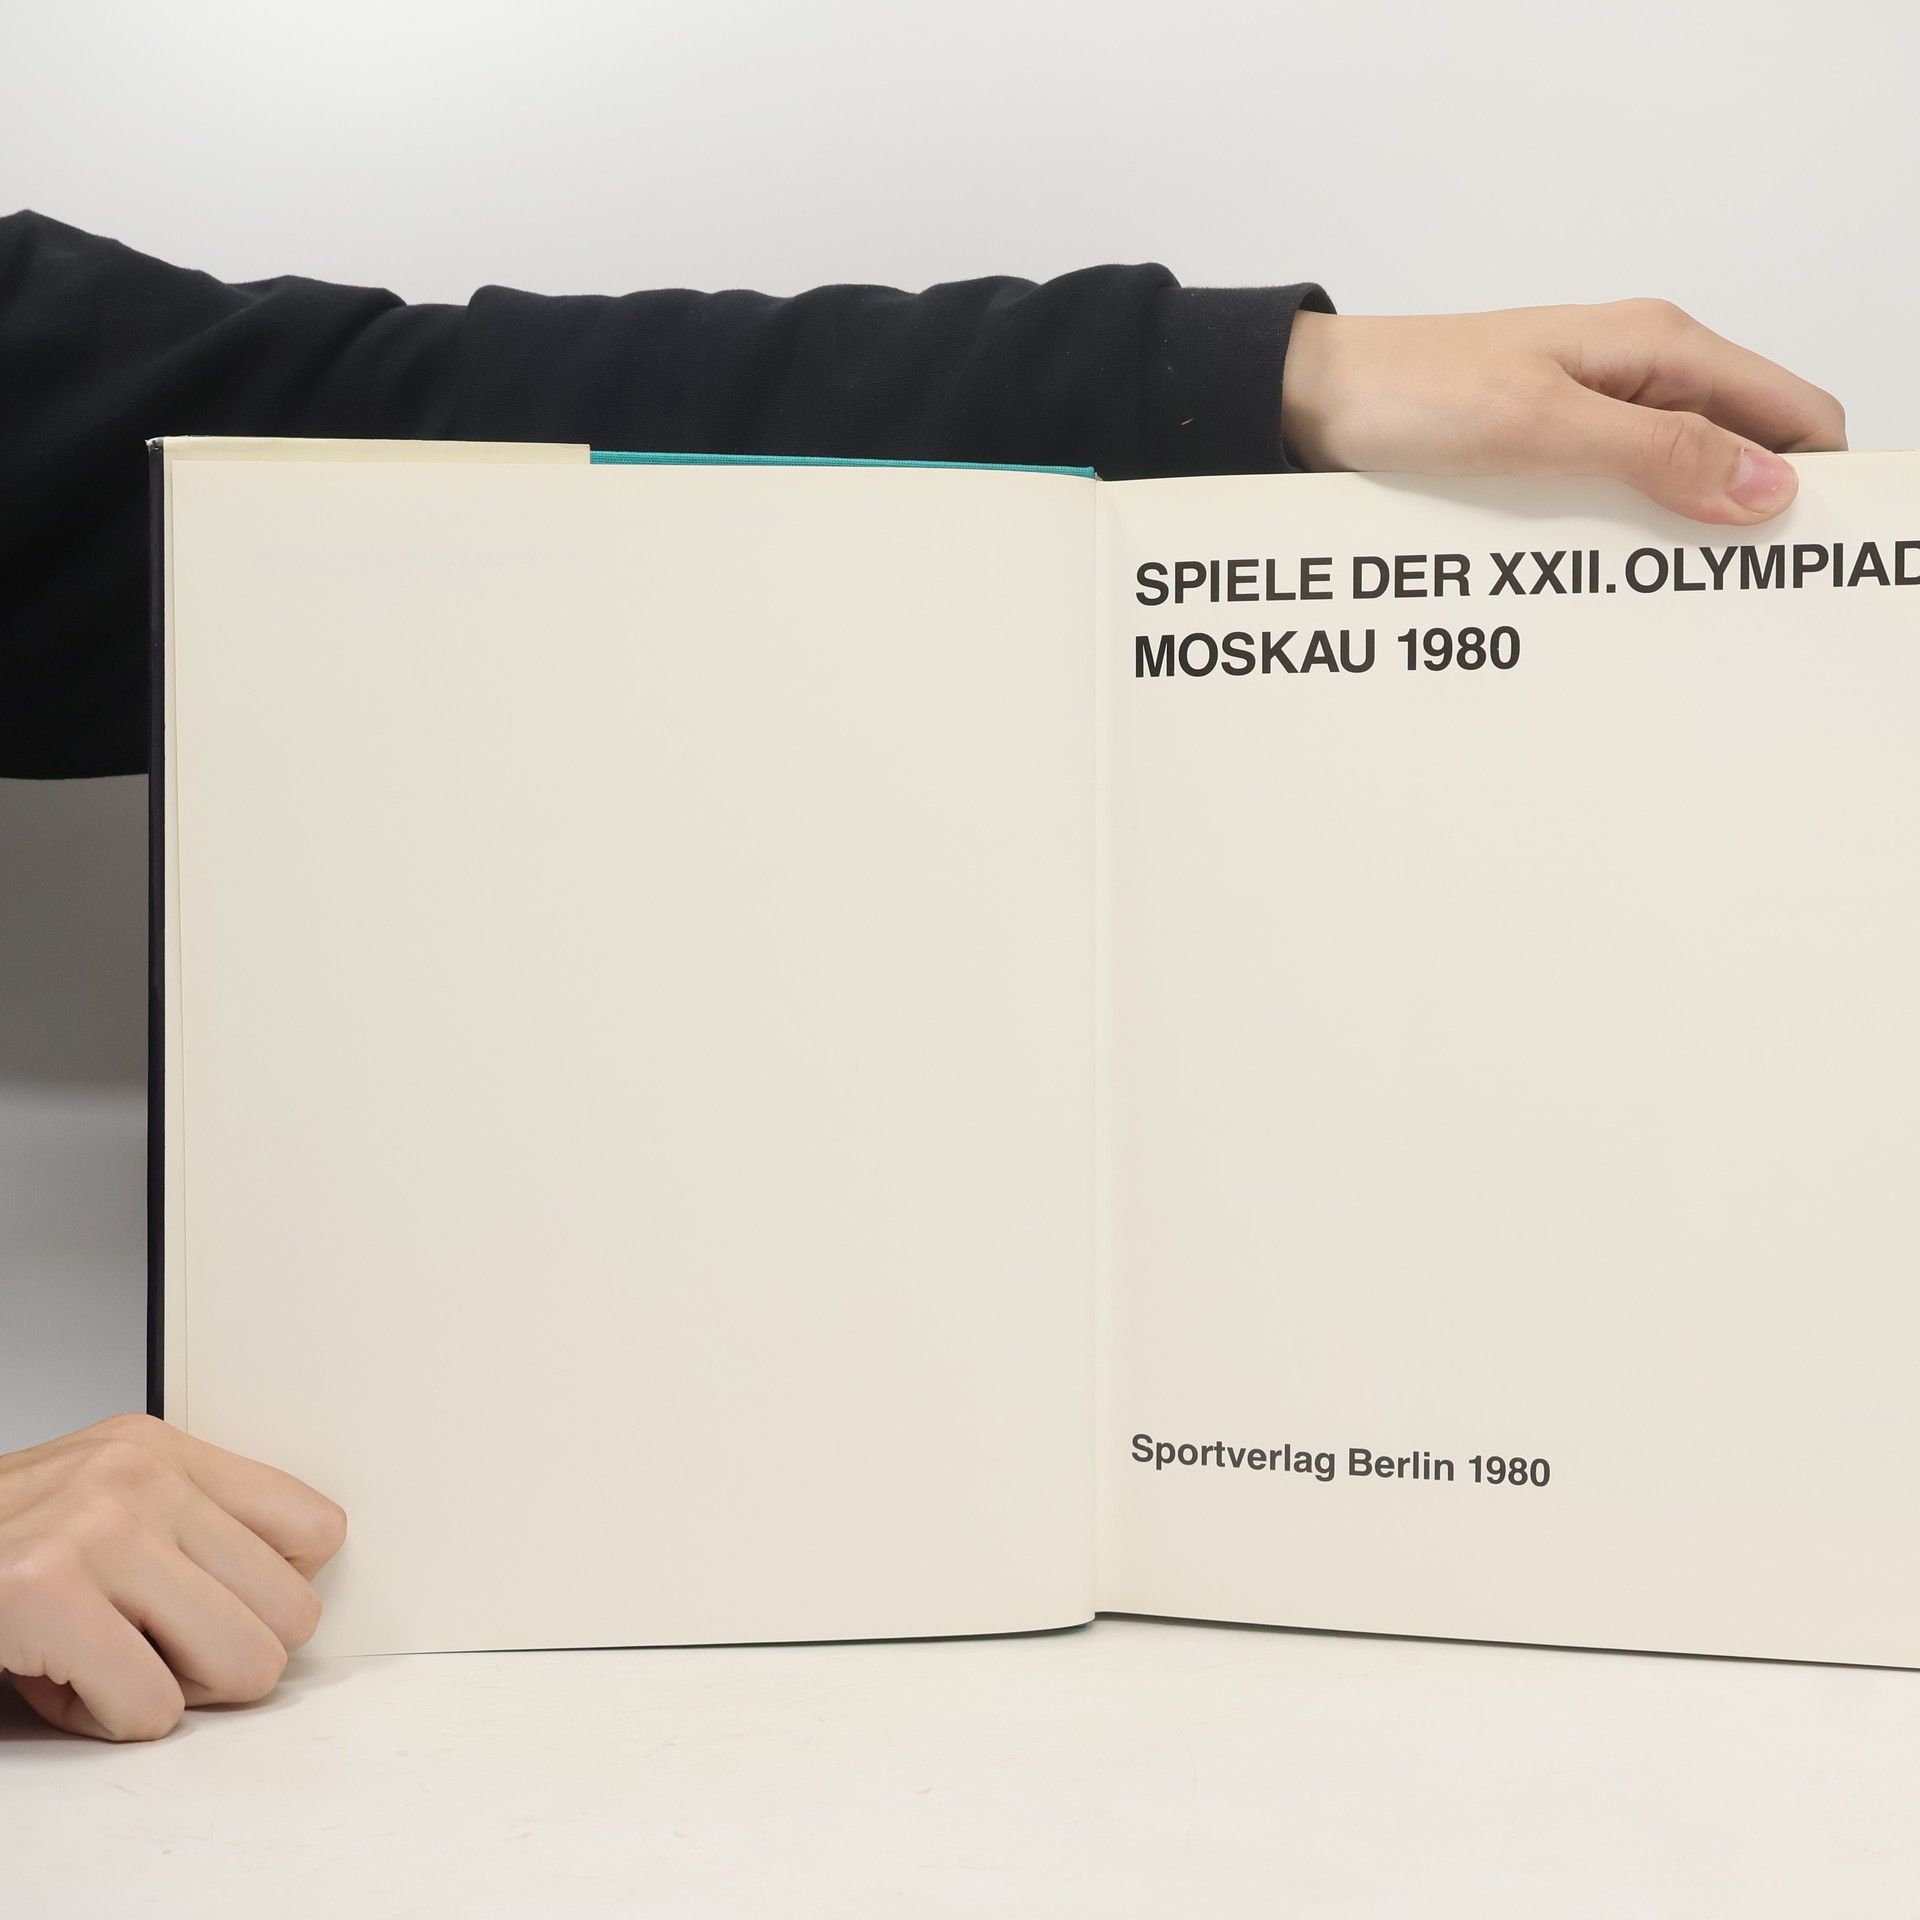 SPIELE DER XXII. OLYMPIAD
MOSKAU 1980
Sportverlag Berlin 1980